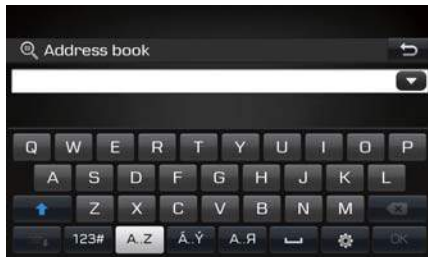 Address book
Q W E R T Y U I O P
A S D F G H J K L
Z X C V B N M
123# A..Z Á..Ý А..Я OK